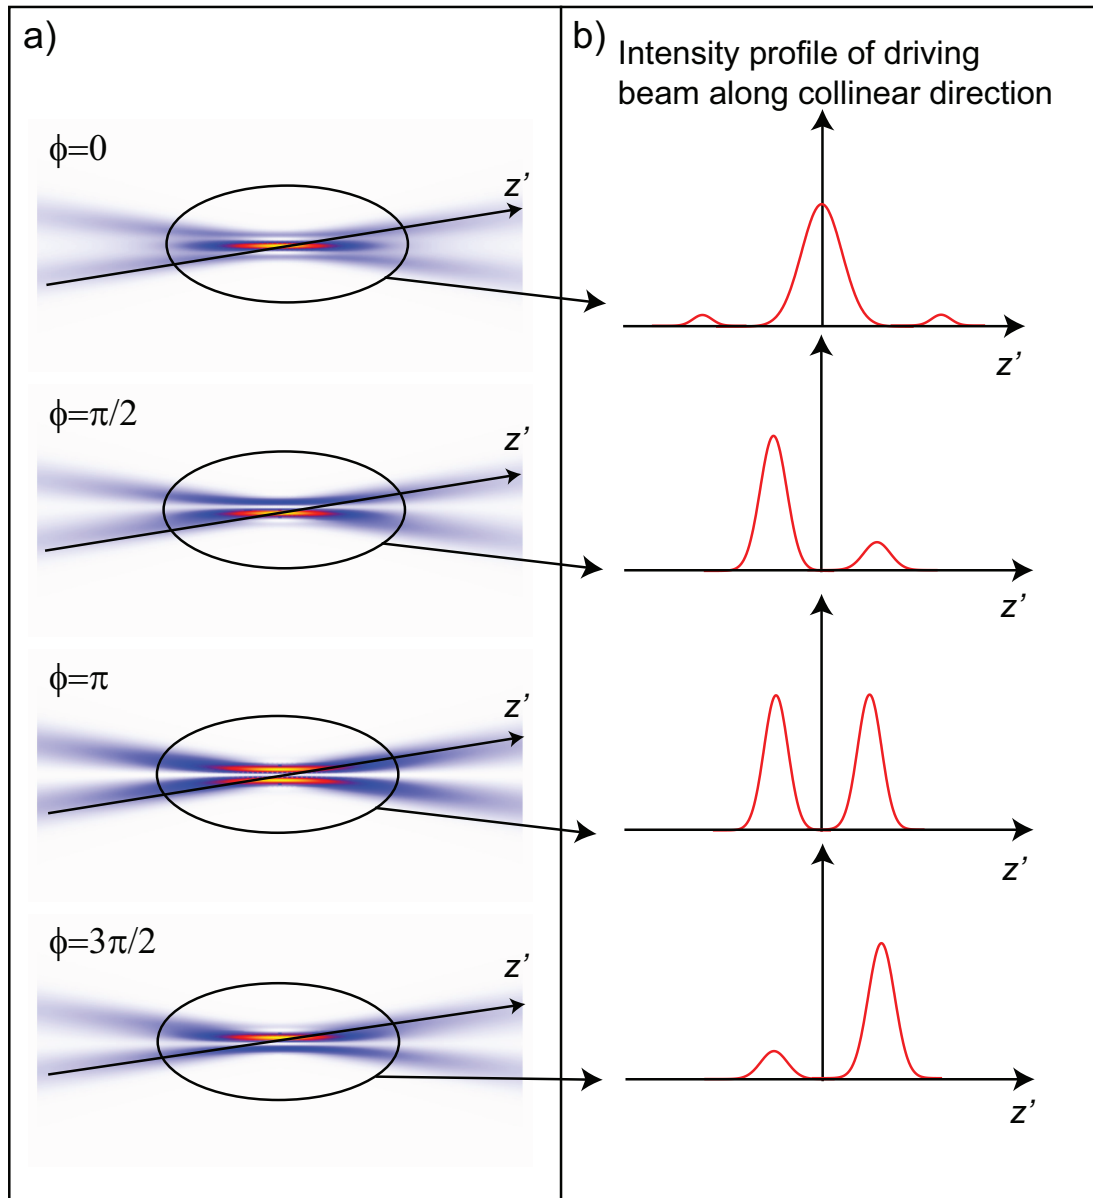 a)
ϕ=0
z’
ϕ=π/2
z’
ϕ=π
z’
ϕ=3π/2
z’
b)
Intensity profile of driving
beam along collinear direction
z’
z’
z’
z’